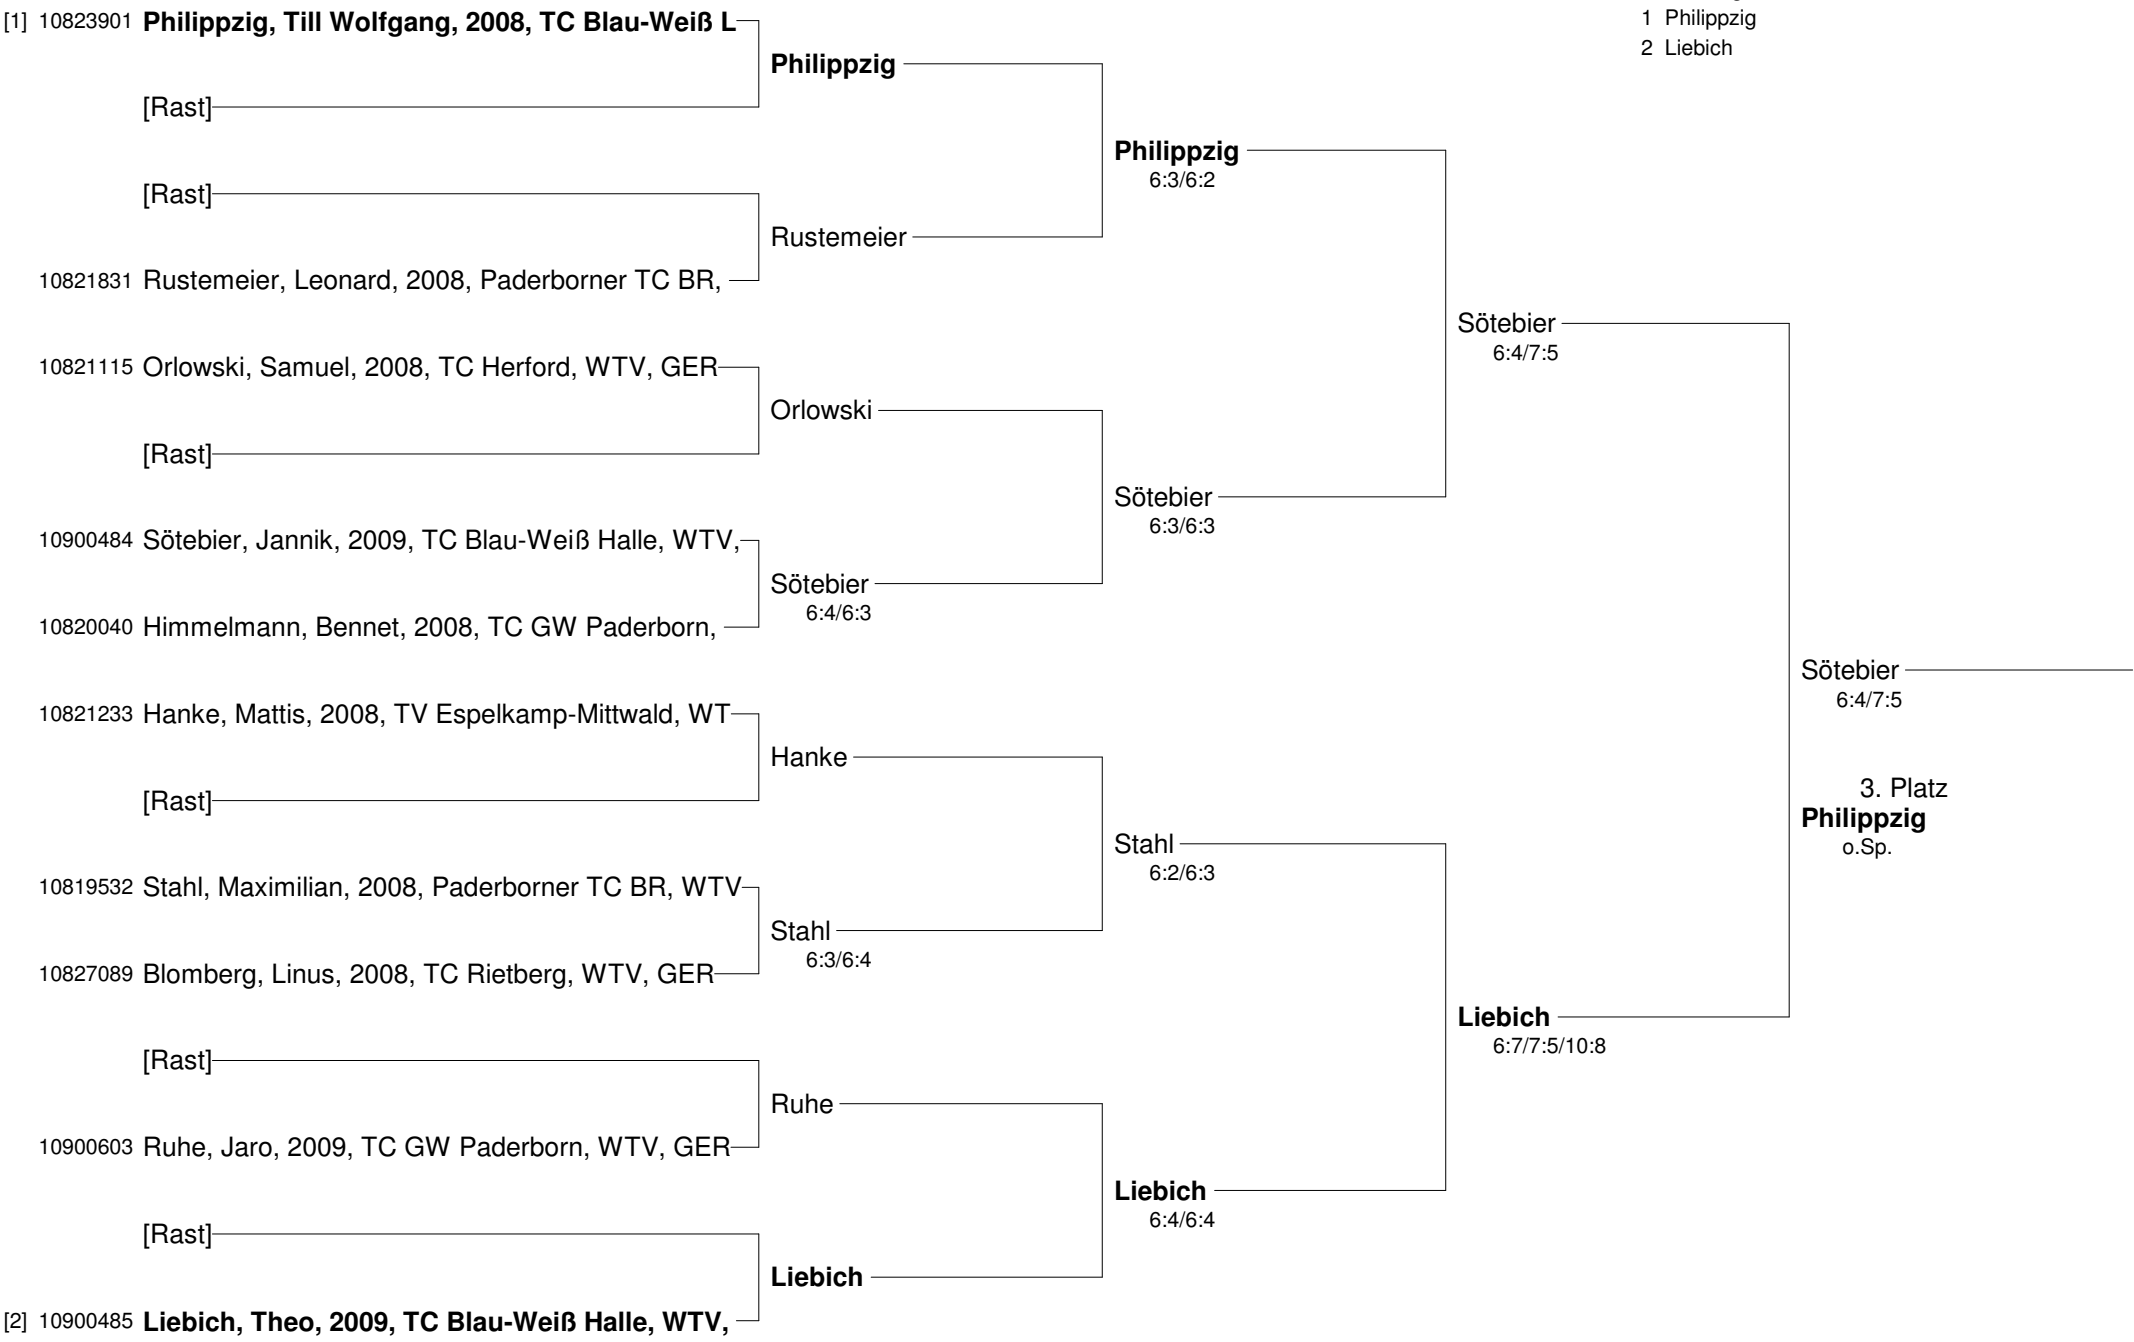 [1] 10823901 Philippzig, Till Wolfgang, 2008, TC Blau-Weiß L
1 Philippzig
2 Liebich
Philippzig
[Rast]
Philippzig
6:3/6:2
[Rast]
Rustemeier
10821831 Rustemeier, Leonard, 2008, Paderborner TC BR,
Sötebier
6:4/7:5
10821115 Orlowski, Samuel, 2008, TC Herford, WTV, GER
Orlowski
[Rast]
Sötebier
6:3/6:3
10900484 Sötebier, Jannik, 2009, TC Blau-Weiß Halle, WTV,
Sötebier
6:4/6:3
10820040 Himmelmann, Bennet, 2008, TC GW Paderborn,
Sötebier
6:4/7:5
10821233 Hanke, Mattis, 2008, TV Espelkamp-Mittwald, WT
Hanke
[Rast]
3. Platz
Philippzig
o.Sp.
Stahl
6:2/6:3
10819532 Stahl, Maximilian, 2008, Paderborner TC BR, WTV
Stahl
6:3/6:4
10827089 Blomberg, Linus, 2008, TC Rietberg, WTV, GER
Liebich
6:7/7:5/10:8
[Rast]
Ruhe
10900603 Ruhe, Jaro, 2009, TC GW Paderborn, WTV, GER
Liebich
6:4/6:4
[Rast]
Liebich
[2] 10900485 Liebich, Theo, 2009, TC Blau-Weiß Halle, WTV,